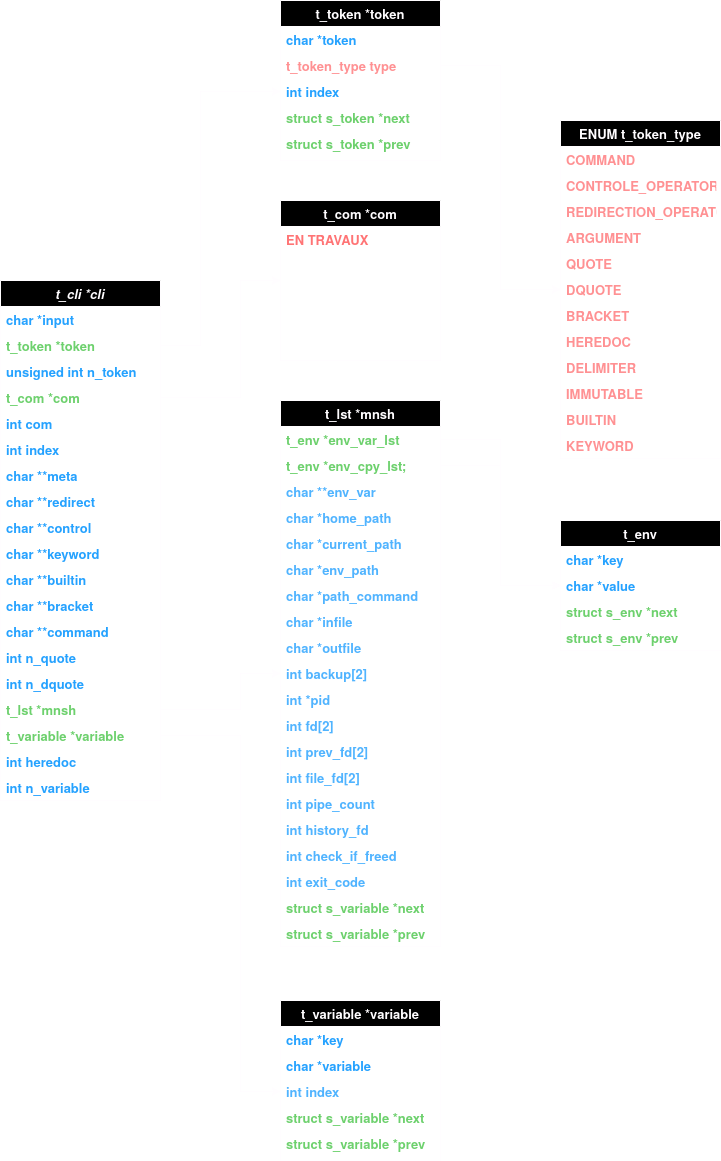 t_token *token
char *token
t_token_type type
int index
struct s_token *next
struct s_token *prev
t_com *com
EN TRAVAUX
t_cli *cli
char *input
t_token *token
unsigned int n_token
t_com *com
int com
int index
char **meta
char **redirect
char **control
char **keyword
char **builtin
char **bracket
char **command
int n_quote
int n_dquote
t_lst *mnsh
t_variable *variable
int heredoc
int n_variable
t_lst *mnsh
t_env *env_var_lst
t_env *env_cpy_lst;
char **env_var
char *home_path
char *current_path
char *env_path
char *path_command
char *infile
char *outfile
int backup[2]
int *pid
int fd[2]
int prev_fd[2]
int file_fd[2]
int pipe_count
int history_fd
int check_if_freed
int exit_code
struct s_variable *next
struct s_variable *prev
t_variable *variable
char *key
char *variable
int index
struct s_variable *next
struct s_variable *prev
ENUM t_token_type
COMMAND
CONTROLE_OPERATOR
REDIRECTION_OPERAT
ARGUMENT
QUOTE
DQUOTE
BRACKET
HEREDOC
DELIMITER
IMMUTABLE
BUILTIN
KEYWORD
t_env
char *key
char *value
struct s_env *next
struct s_env *prev